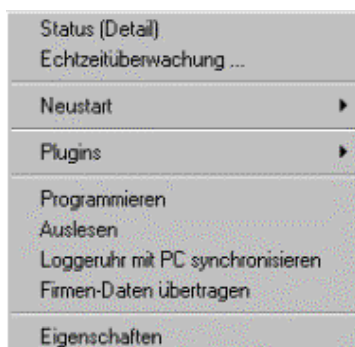 Status (Detail)
Echtzeitüberwachung ...
Neustart
Plugins
Programmieren
Auslesen
Loggeruhr mit PC synchronisieren
Firmen-Daten übertragen
Eigenschaften